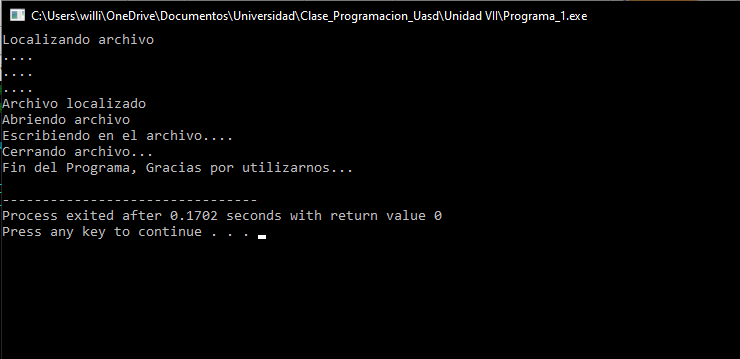 C:\Users\willi\OneDrive\Documentos\Universidad\Clase_Programacion_Uasd\Unidad VII\Programa_1.exe
Localizando archivo
....
....
....
Archivo localizado
Abriendo archivo
Escribiendo en el archivo....
Cerrando archivo...
Fin del Programa, Gracias por utilizarnos...
--------------------------------
Process exited after 0.1702 seconds with return value 0
Press any key to continue . . .